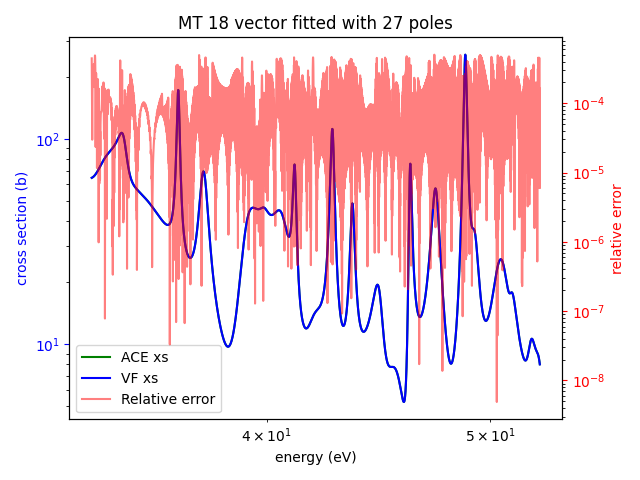 MT 18 vector fitted with 27 poles
cross section (b)
10²
10¹
10⁻⁴
10⁻⁵
10⁻⁶
10⁻⁷
10⁻⁸
relative error
ACE xs
VF xs
Relative error
4 × 10¹
5 × 10¹
energy (eV)